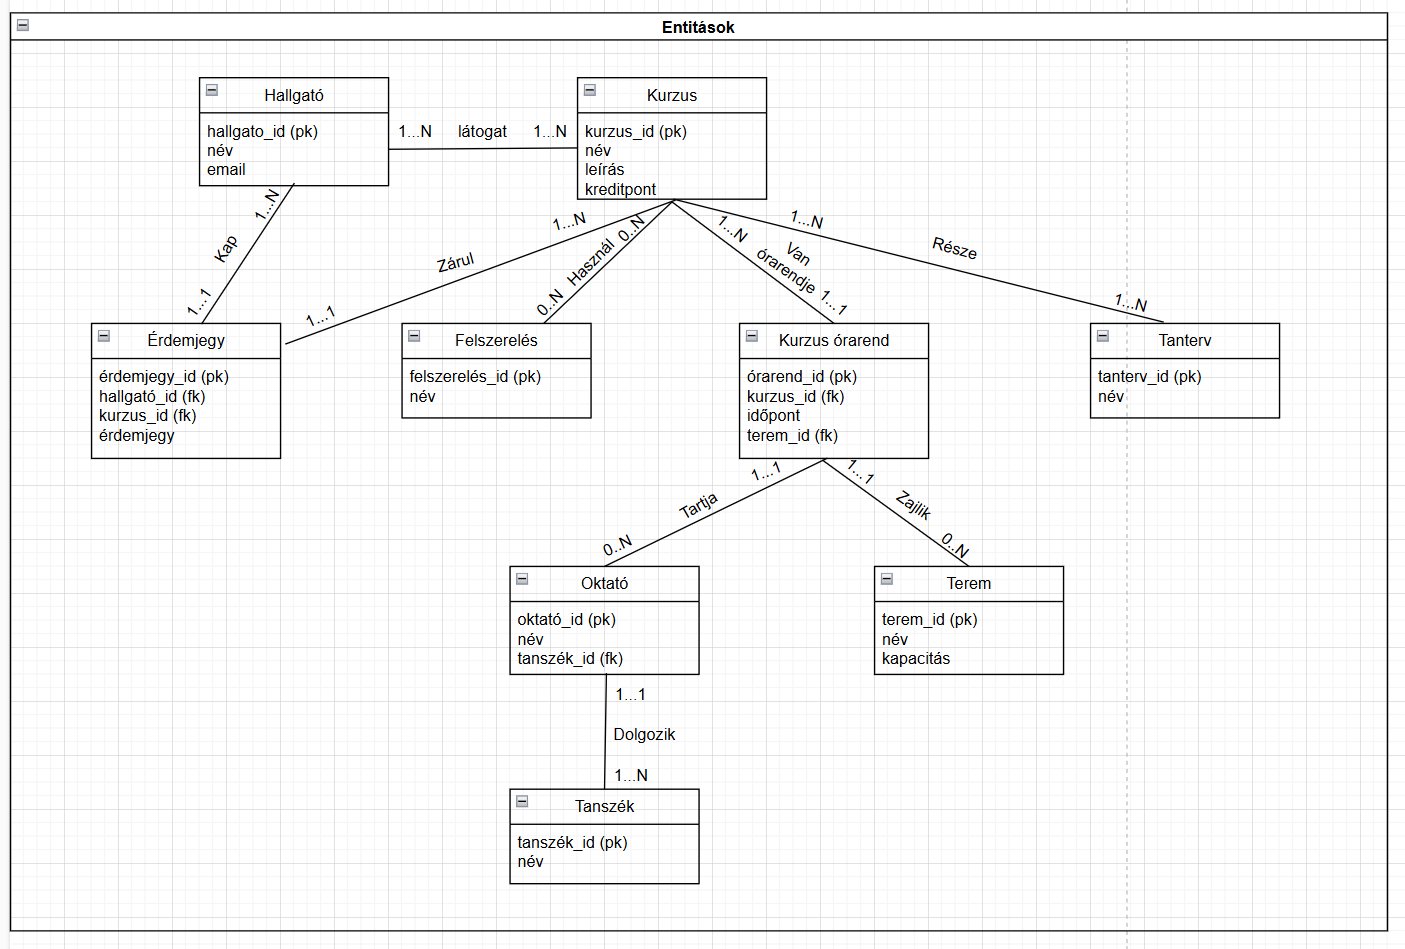 Entitások
Hallgató
hallgato_id (pk)
név
email
1...N
látogat
1...N
Kurzus
kurzus_id (pk)
név
leírás
kreditpont
1...N
Kap
1...1
1...N
Zárul
1...1
0..N
Használ
0..N
1...N
Van
órarendje
1...1
1...N
Része
1...N
Érdemjegy
érdemjegy_id (pk)
hallgató_id (fk)
kurzus_id (fk)
érdemjegy
Felszerelés
felszerelés_id (pk)
név
Kurzus órarend
órarend_id (pk)
kurzus_id (fk)
időpont
terem_id (fk)
Tanterv
tanterv_id (pk)
név
1...1
Tartja
0..N
1...1
Zajlik
0..N
Oktató
oktató_id (pk)
név
tanszék_id (fk)
Terem
terem_id (pk)
név
kapacitás
1...1
Dolgozik
1...N
Tanszék
tanszék_id (pk)
név